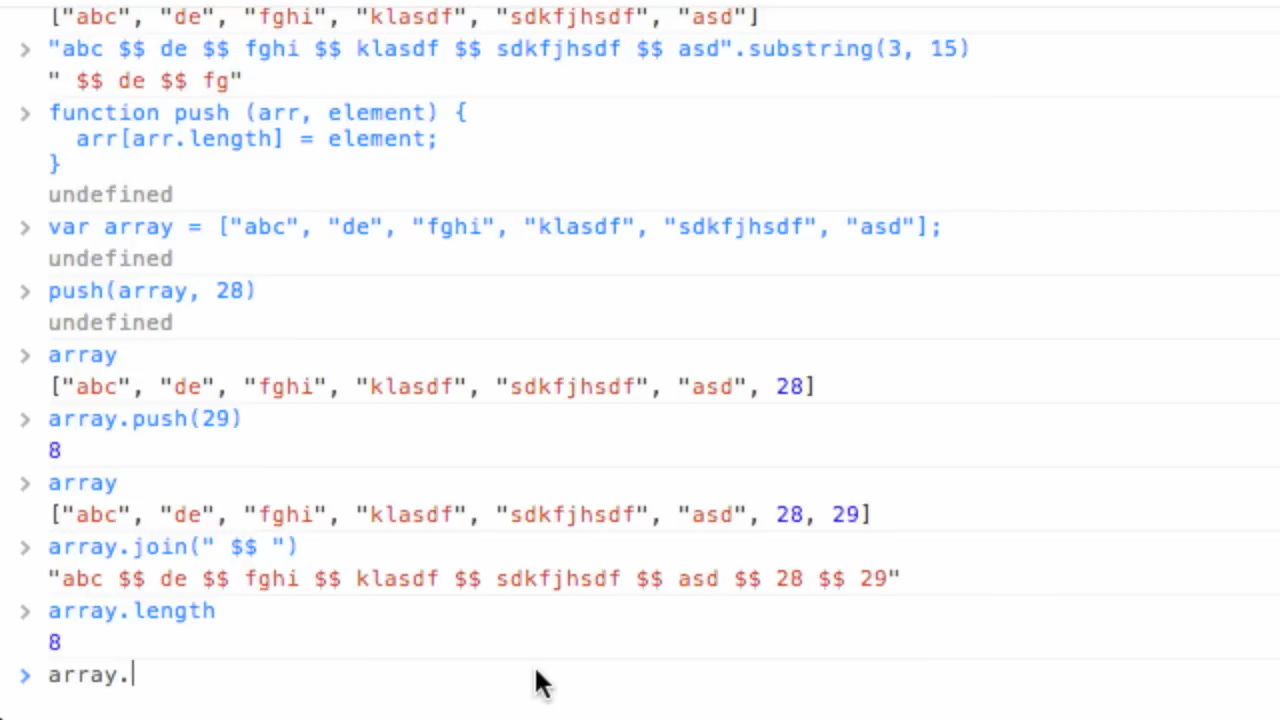 ["abc", "de", "fghi", "klasdf", "sdkfjhsdf", "asd"]
> "abc $$ de $$ fghi $$ klasdf $$ sdkfjhsdf $$ asd".substring(3, 15)
" $$ de $$ fg"
> function push (arr, element) {
  arr[arr.length] = element;
}
undefined
> var array = ["abc", "de", "fghi", "klasdf", "sdkfjhsdf", "asd"];
undefined
> push(array, 28)
undefined
> array
["abc", "de", "fghi", "klasdf", "sdkfjhsdf", "asd", 28]
> array.push(29)
8
> array
["abc", "de", "fghi", "klasdf", "sdkfjhsdf", "asd", 28, 29]
> array.join(" $$ ")
"abc $$ de $$ fghi $$ klasdf $$ sdkfjhsdf $$ asd $$ 28 $$ 29"
> array.length
8
> array.